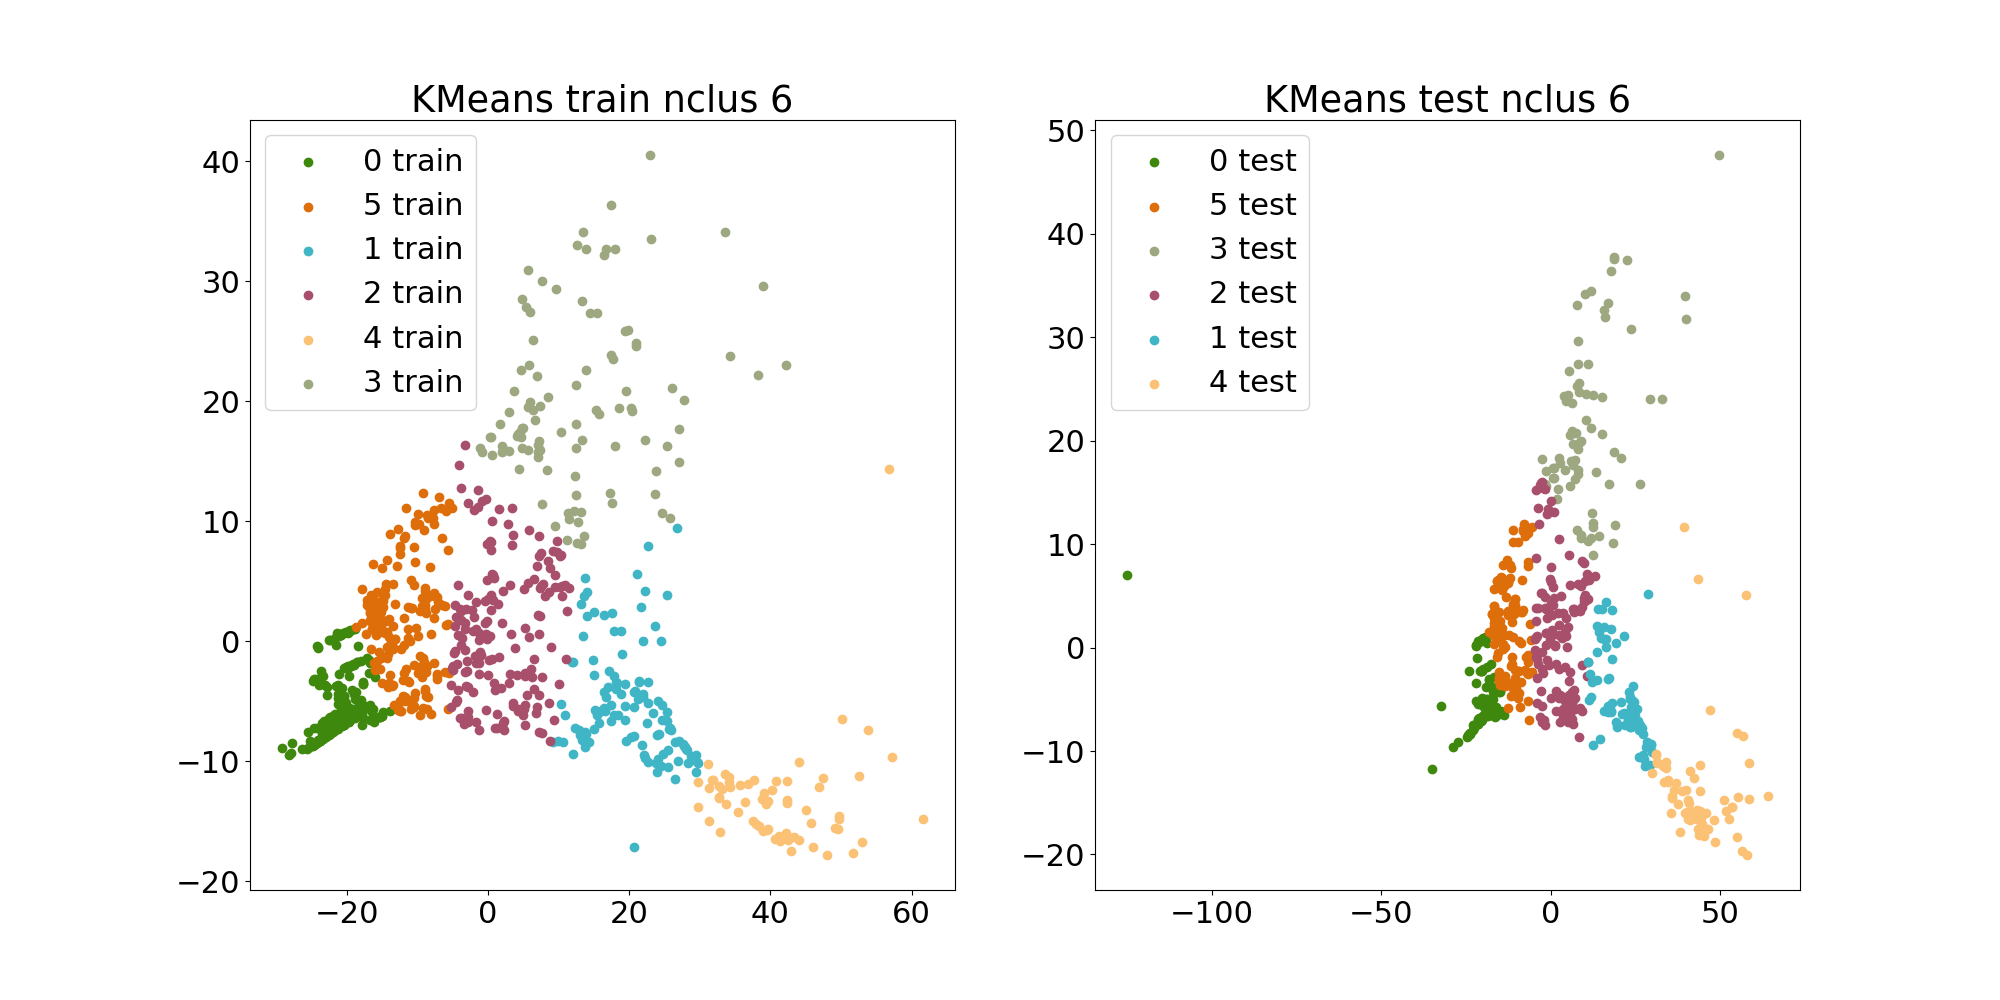 KMeans train nclus 6
0 train
5 train
1 train
2 train
4 train
3 train
40
30
20
10
0
−10
−20
−20
0
20
40
60
KMeans test nclus 6
0 test
5 test
3 test
2 test
1 test
4 test
50
40
30
20
10
0
−10
−20
−100
−50
0
50